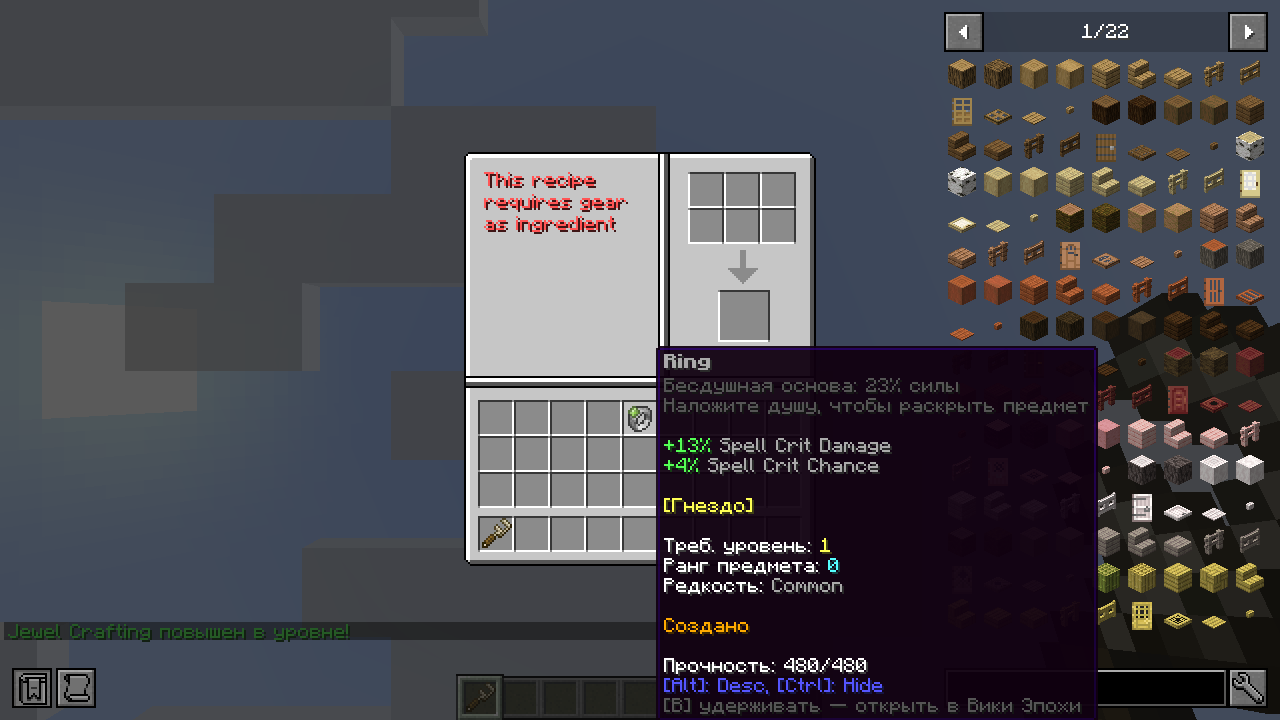 1/22
This recipe
requires gear
as ingredient
Ring
Бесдушная основа: 23% силы
Наложите душу, чтобы раскрыть предмет
+13% Spell Crit Damage
+4% Spell Crit Chance
[Гнездо]
Треб. уровень: 1
Ранг предмета: 0
Редкость: Common
Создано
Прочность: 480/480
[Alt]: Desc, [Ctrl]: Hide
[B] удерживать — открыть в Вики Эпохи
Jewel Crafting повышен в уровне!